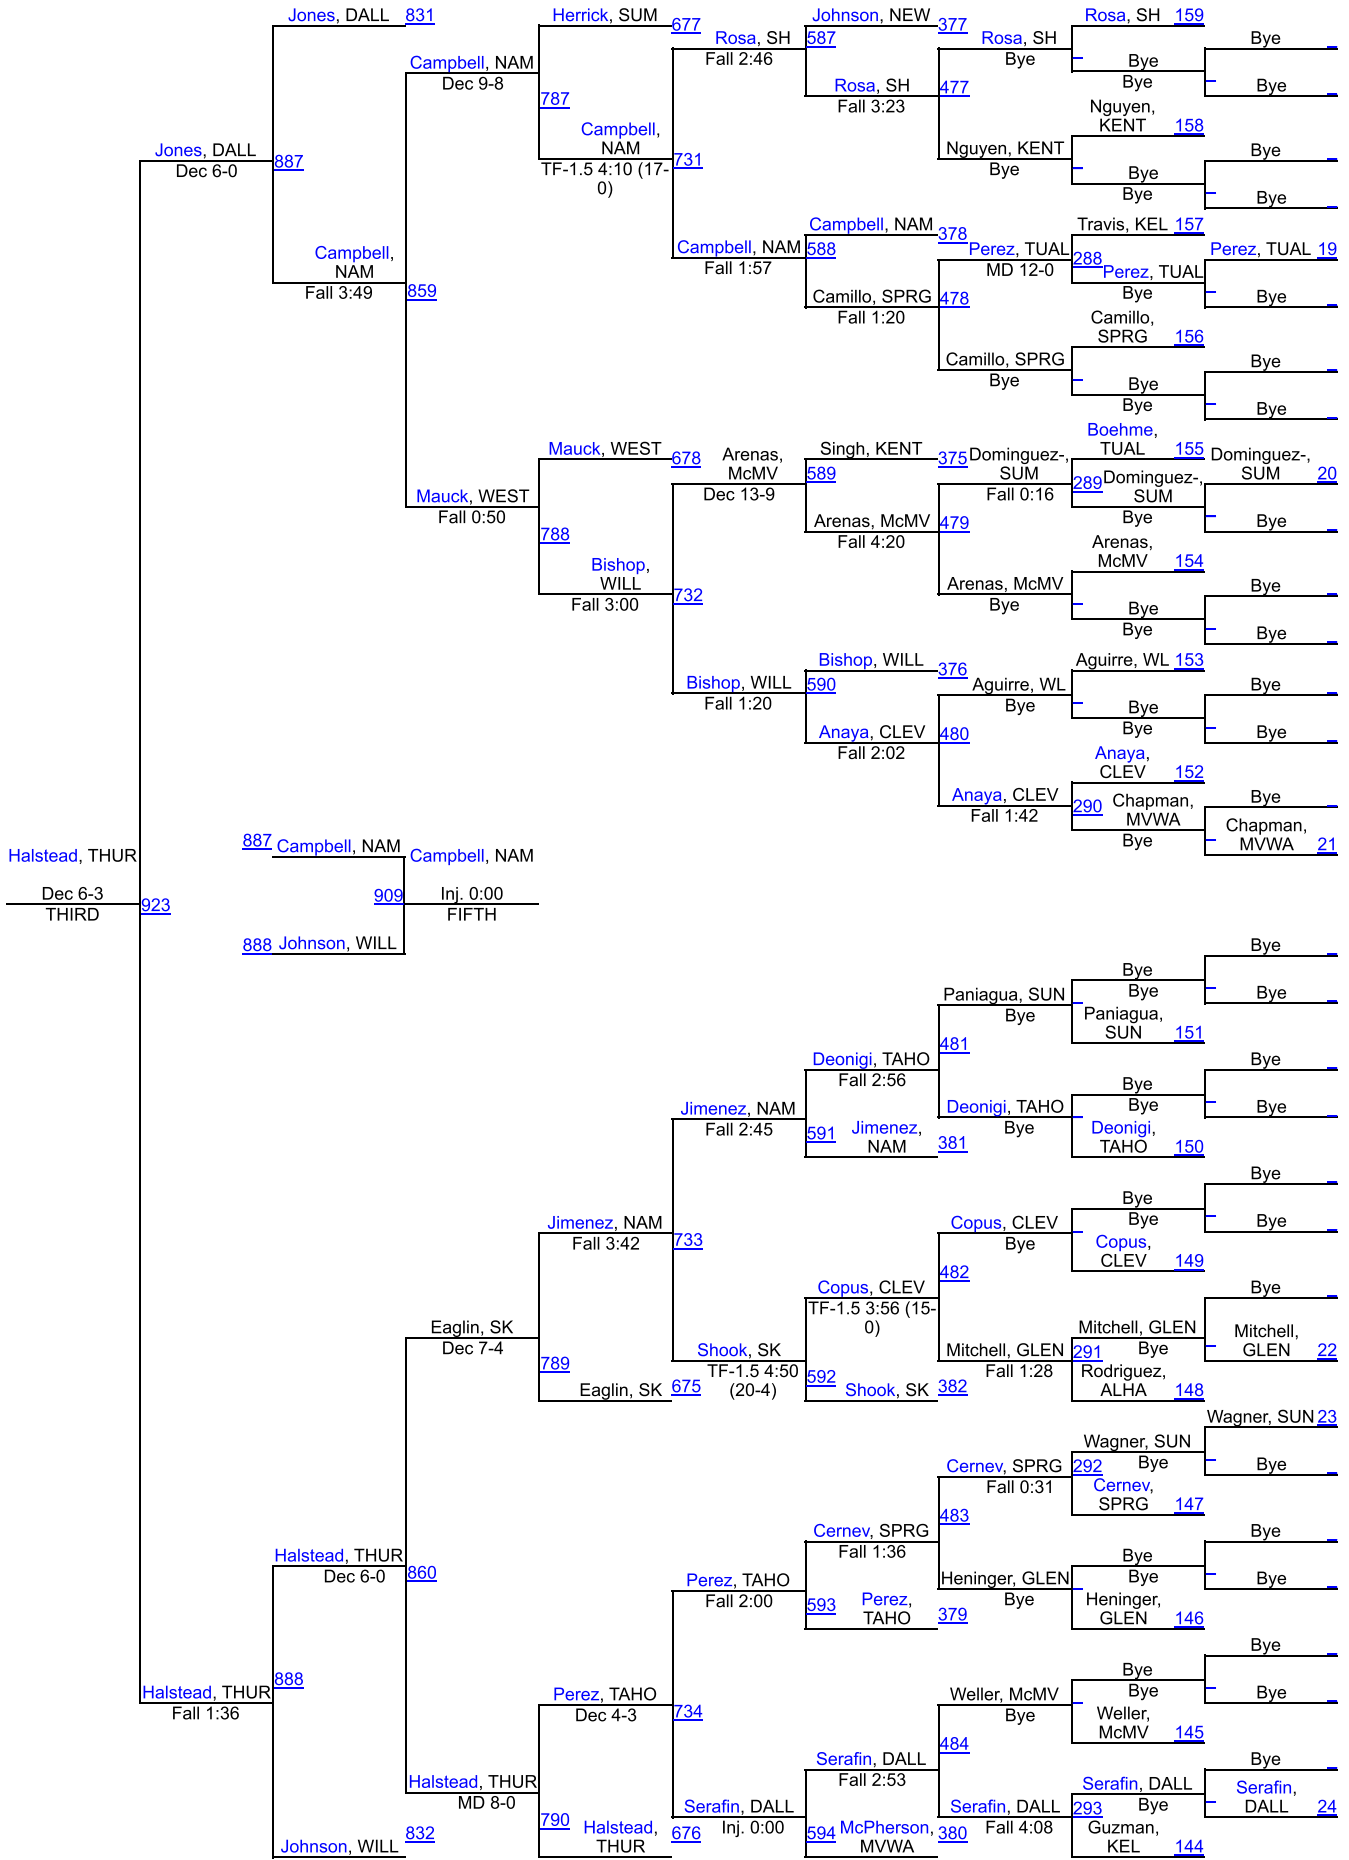 Jones, DALL 831
Herrick, SUM 677
Johnson, NEW 377
Rosa, SH 159
Rosa, SH
Fall 2:46
587
Rosa, SH
Bye
Bye
Bye
Bye
Bye
Campbell, NAM
Dec 9-8
787
Rosa, SH
Fall 3:23
477
Nguyen,
KENT 158
Campbell,
NAM
TF-1.5 4:10 (17-
0)
731
Nguyen, KENT
Bye
Bye
Bye
Bye
Bye
Jones, DALL
Dec 6-0
887
Campbell, NAM 378
Travis, KEL 157
Campbell, NAM
Fall 1:57
588
Perez, TUAL
MD 12-0
288
Perez, TUAL
Bye
Perez, TUAL 19
Bye
Campbell,
NAM
Fall 3:49
859
Camillo, SPRG
Fall 1:20
478
Camillo,
SPRG 156
Camillo, SPRG
Bye
Bye
Bye
Bye
Bye
Mauck, WEST 678
Arenas,
McMV
Dec 13-9
Singh, KENT 375
589
Boehme,
TUAL 155
Dominguez-,
SUM
Fall 0:16
289
Dominguez-,
SUM
Bye
Dominguez-,
SUM 20
Bye
Mauck, WEST
Fall 0:50
788
Arenas, McMV
Fall 4:20
479
Arenas,
McMV 154
Bishop,
WILL
Fall 3:00
732
Arenas, McMV
Bye
Bye
Bye
Bye
Bye
Bishop, WILL 376
Aguirre, WL 153
Bishop, WILL
Fall 1:20
590
Aguirre, WL
Bye
Bye
Bye
Bye
Bye
Anaya, CLEV
Fall 2:02
480
Anaya,
CLEV 152
Anaya, CLEV
Fall 1:42
290
Chapman,
MVWA
Bye
Bye
Chapman,
MVWA 21
Halstead, THUR
Dec 6-3
THIRD
923
887 Campbell, NAM
Campbell, NAM
909
Inj. 0:00
FIFTH
888 Johnson, WILL
Paniagua, SUN
Bye
Bye
Bye
Paniagua,
SUN 151
Bye
Bye
481
Deonigi, TAHO
Fall 2:56
Deonigi, TAHO
Bye
Bye
Bye
Deonigi,
TAHO 150
Bye
Bye
Jimenez, NAM
Fall 2:45
591
Jimenez,
NAM 381
Jimenez, NAM
Fall 3:42
733
Copus, CLEV
Bye
Bye
Bye
Copus,
CLEV 149
Bye
Bye
482
Copus, CLEV
TF-1.5 3:56 (15-
0)
Eaglin, SK
Dec 7-4
789
Eaglin, SK 675
Shook, SK
TF-1.5 4:50
(20-4)
592
Shook, SK 382
Mitchell, GLEN
Fall 1:28
Mitchell, GLEN
291
Bye
Rodriguez,
ALHA 148
Bye
Mitchell,
GLEN 22
Wagner, SUN 23
Cernev, SPRG
Fall 0:31
Wagner, SUN
292
Bye
Cernev,
SPRG 147
Bye
483
Cernev, SPRG
Fall 1:36
Heninger, GLEN
Bye
Bye
Bye
Heninger,
GLEN 146
Bye
Bye
Halstead, THUR
Dec 6-0
860
Perez, TAHO
Fall 2:00
593
Perez,
TAHO 379
888
Halstead, THUR
Fall 1:36
Perez, TAHO
Dec 4-3
734
Weller, McMV
Bye
Bye
Bye
Weller,
McMV 145
Bye
Bye
484
Serafin, DALL
Fall 2:53
Halstead, THUR
MD 8-0
790
Halstead,
THUR 676
Serafin, DALL
Inj. 0:00
594
McPherson,
MVWA 380
Serafin, DALL
Fall 4:08
Serafin, DALL
293
Bye
Guzman,
KEL 144
Bye
Serafin,
DALL 24
Johnson, WILL 832